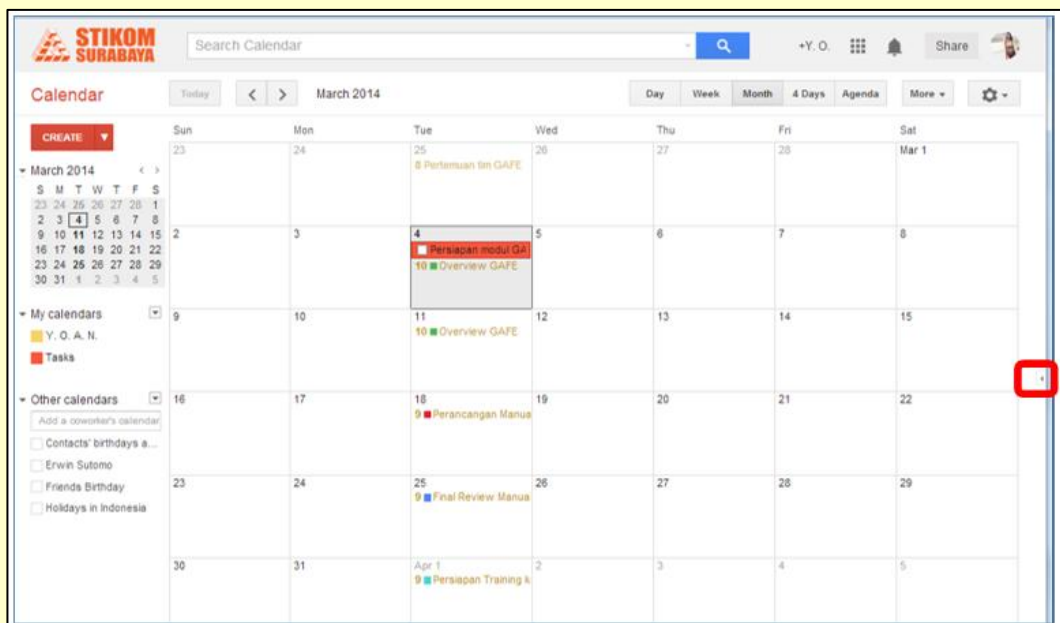 STIKOM
SURABAYA
Search Calendar
+Y. O.
Share
Calendar
Today
March 2014
Day Week Month 4 Days Agenda
More
CREATE
March 2014
S M T W T F S
23 24 25 26 27 28 1
2 3 4 5 6 7 8
9 10 11 12 13 14 15
16 17 18 19 20 21 22
23 24 25 26 27 28 29
30 31 1 2 3 4 5
My calendars
Y. O. A. N.
Tasks
Other calendars
Add a coworker's calendar
Contacts' birthdays a...
Erwin Sutomo
Friends Birthday
Holidays in Indonesia
Sun Mon Tue Wed Thu Fri Sat
23 24 25 26 27 28 Mar 1
8 Pertemuan tim GAFE
2 3 4 5 6 7 8
Persiapan modul GA
10 Overview GAFE
9 10 11 12 13 14 15
10 Overview GAFE
16 17 18 19 20 21 22
9 Perancangan Manua
23 24 25 26 27 28 29
9 Final Review Manua
30 31 Apr 1 2 3 4 5
9 Persiapan Training k